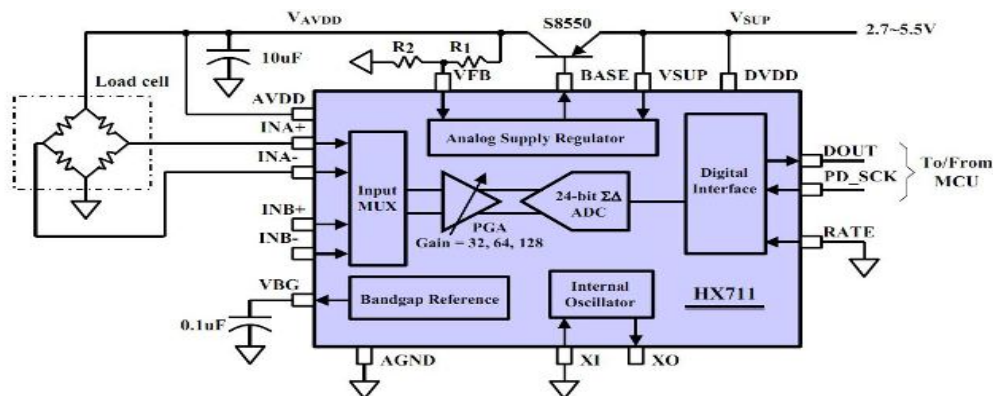 V_AVDD
S8550
V_SUP
2.7~5.5V
10uF
R2
R1
Load cell
VFB
BASE
VSUP
DVDD
AVDD
INA+
INA-
INB+
INB-
VBG
0.1uF
Analog Supply Regulator
Input
MUX
PGA
Gain = 32, 64, 128
24-bit ΣΔ
ADC
Digital
Interface
DOUT
PD_SCK
To/From
MCU
RATE
Bandgap Reference
Internal
Oscillator
HX711
AGND
XI
XO